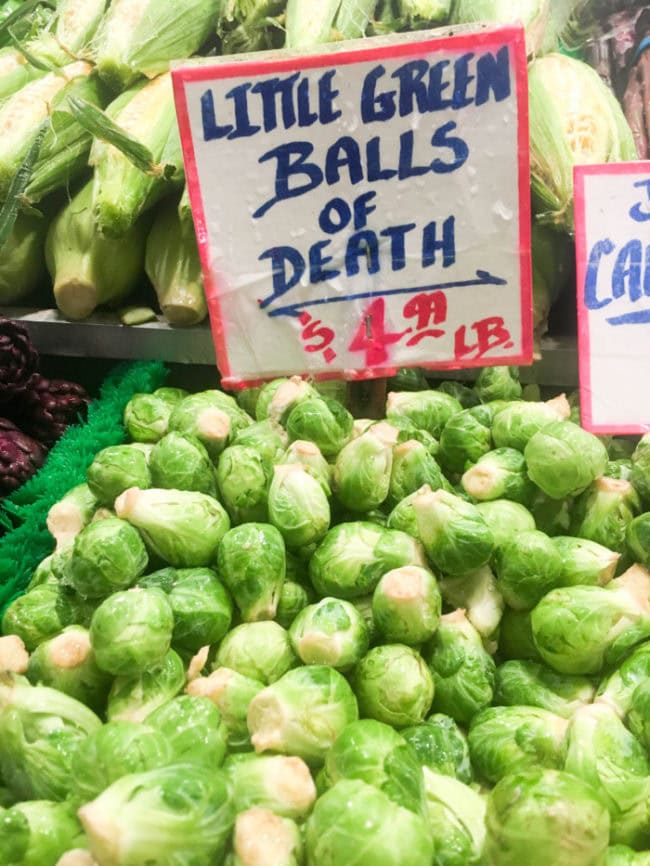 LITTLE GREEN
BALLS
OF
DEATH
$4.99 LB.